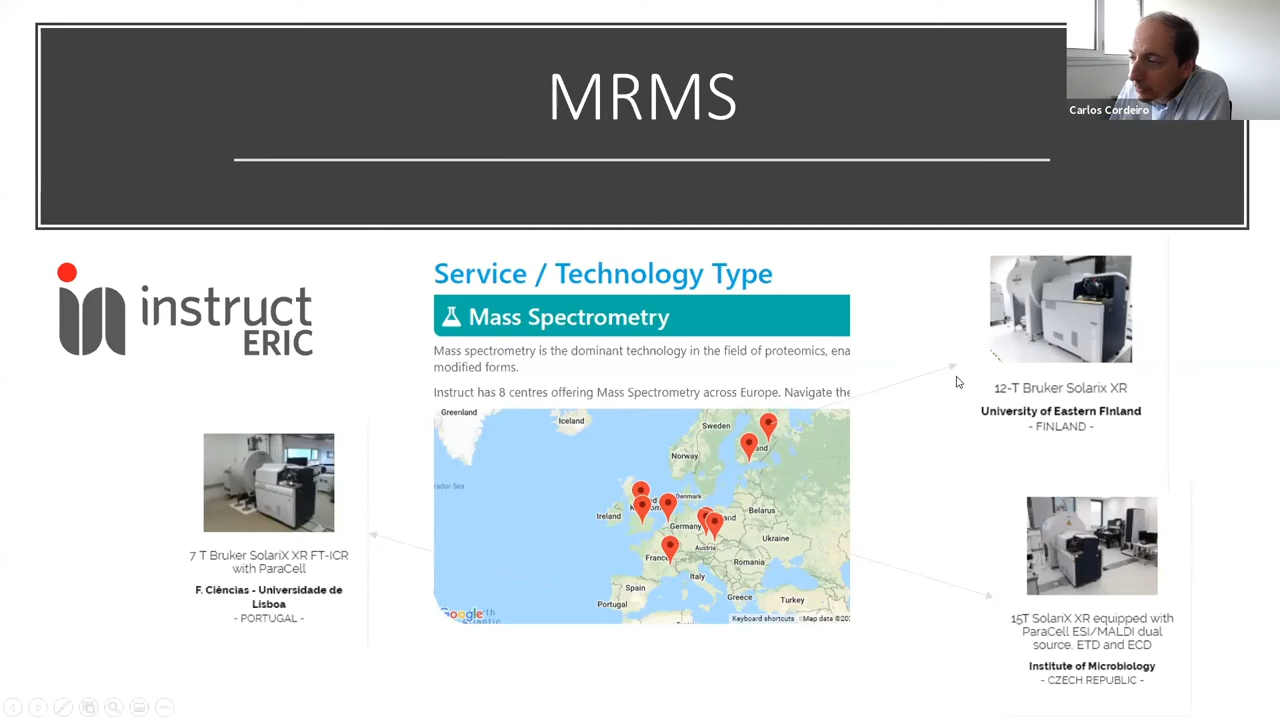 MRMS
Carlos Cordeiro
instruct
ERIC
Service / Technology Type
Mass Spectrometry
Mass spectrometry is the dominant technology in the field of proteomics, ena
modified forms.
Instruct has 8 centres offering Mass Spectrometry across Europe. Navigate the
Greenland
Iceland
Sweden
Norway
Denmark
Ireland
Belarus
Germany
Ukraine
Austria
France
Romania
Italy
Spain
Portugal
Greece
Turkey
rador Sea
Google
Keyboard shortcuts
Map data ©20
12-T Bruker Solarix XR
University of Eastern FInland
- FINLAND -
7 T Bruker SolariX XR FT-ICR
with ParaCell
F. Ciências - Universidade de
Lisboa
- PORTUGAL -
15T SolariX XR equipped with
ParaCell ESI/MALDI dual
source, ETD and ECD
Institute of Microbiology
- CZECH REPUBLIC -